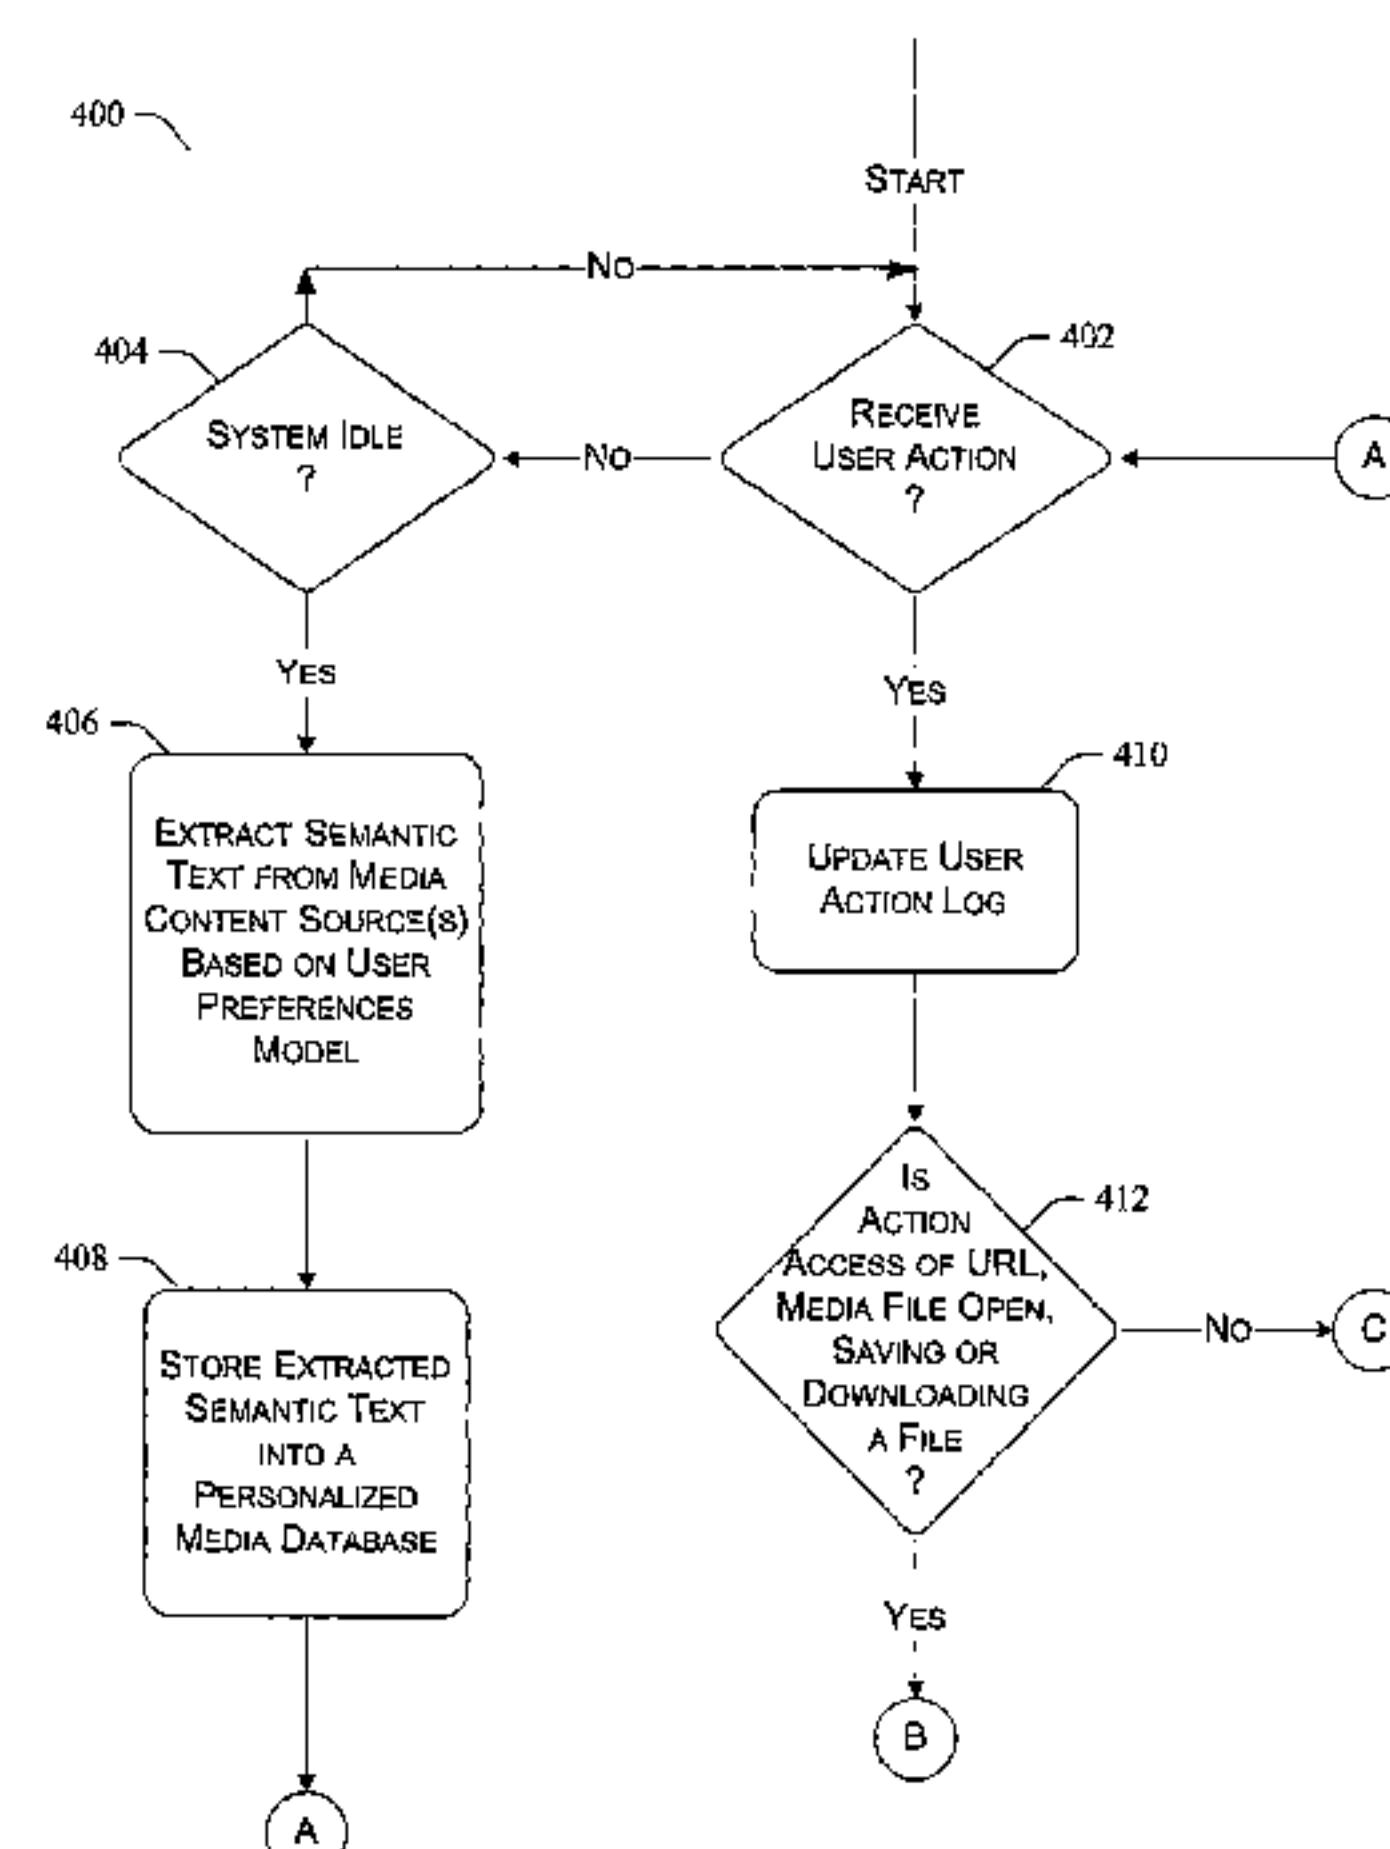 400
START
NO
404
402
SYSTEM IDLE
?
NO
RECEIVE
USER ACTION
?
A
YES
YES
406
410
EXTRACT SEMANTIC
TEXT FROM MEDIA
CONTENT SOURCE(S)
BASED ON USER
PREFERENCES
MODEL
UPDATE USER
ACTION LOG
412
IS
ACTION
ACCESS OF URL,
MEDIA FILE OPEN,
SAVING OR
DOWNLOADING
A FILE
?
NO
C
408
STORE EXTRACTED
SEMANTIC TEXT
INTO A
PERSONALIZED
MEDIA DATABASE
YES
B
A